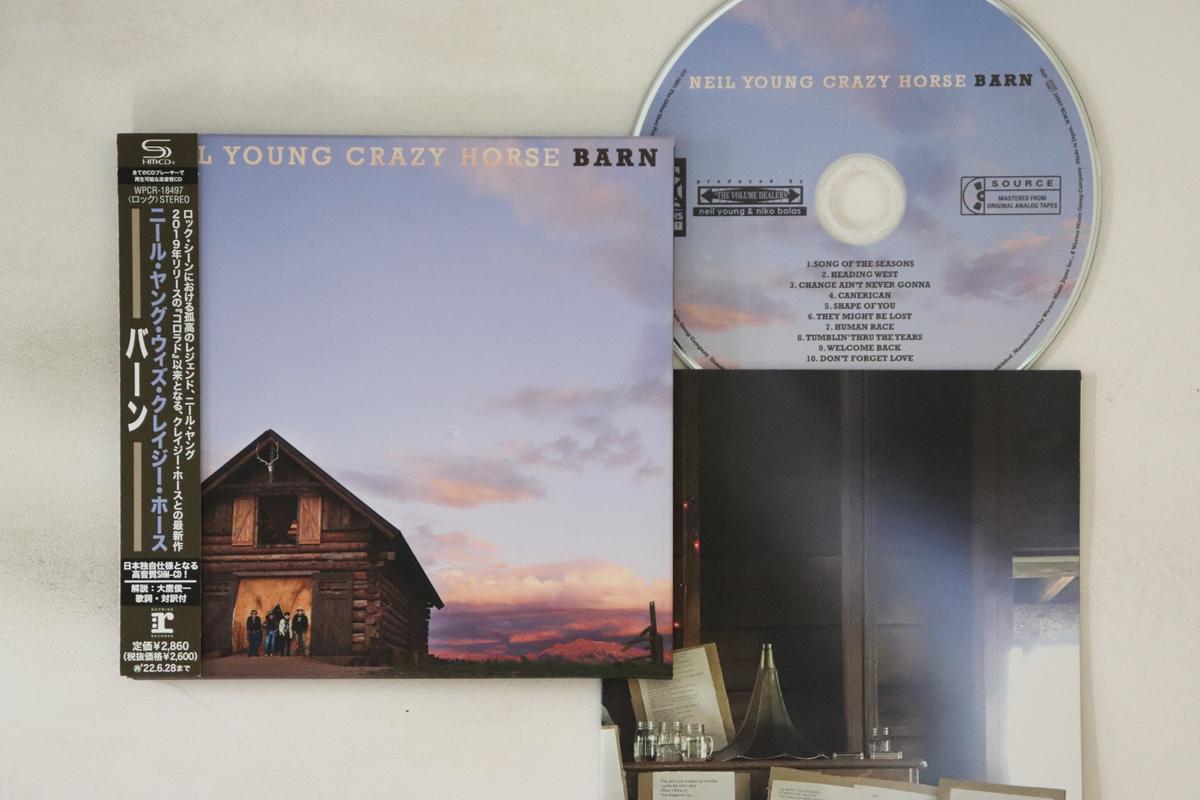 HM-CD®
全てのCDプレーヤーで
再生可能な高音質CD
WPCR-18497
〈ロック〉STEREO
ロック・シーンにおける孤高のレジェンド、ニール・ヤング
2019年リリースの『コロラド』以来となる、クレイジー・ホースとの最新作
ニール・ヤング・ウィズ・クレイジー・ホース
バーン
日本独自仕様となる
高音質SHM-CD!
解説:大鷹俊一
歌詞・対訳付
REPRISE
r
RECORDS
定価¥2,860
(税抜価格¥2,600)
'22.6.28まで
L YOUNG CRAZY HORSE BARN
NEIL YOUNG CRAZY HORSE BARN
produced by
"THE VOLUME DEALERS"
neil young & niko bolas
SOURCE
MASTERED FROM
ORIGINAL ANALOG TAPES
1. SONG OF THE SEASONS
2. HEADING WEST
3. CHANGE AIN'T NEVER GONNA
4. CANERICAN
5. SHAPE OF YOU
6. THEY MIGHT BE LOST
7. HUMAN RACE
8. TUMBLIN' THRU THE YEARS
9. WELCOME BACK
10. DON'T FORGET LOVE